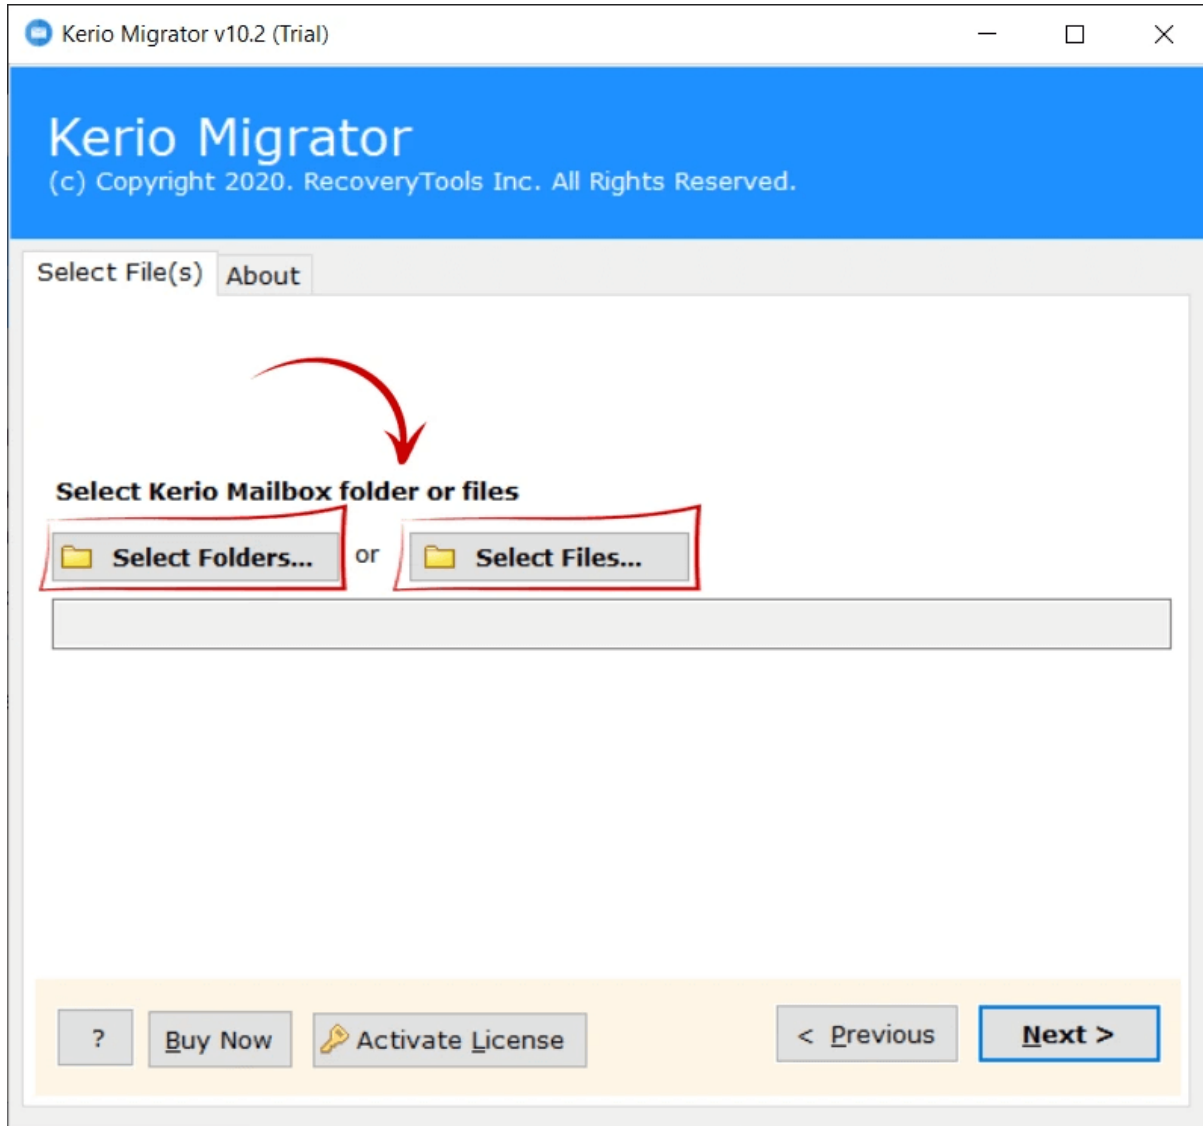 Kerio Migrator v10.2 (Trial)
Kerio Migrator
(c) Copyright 2020. RecoveryTools Inc. All Rights Reserved.
Select File(s) About
Select Kerio Mailbox folder or files
Select Folders... or Select Files...
? Buy Now Activate License < Previous Next >